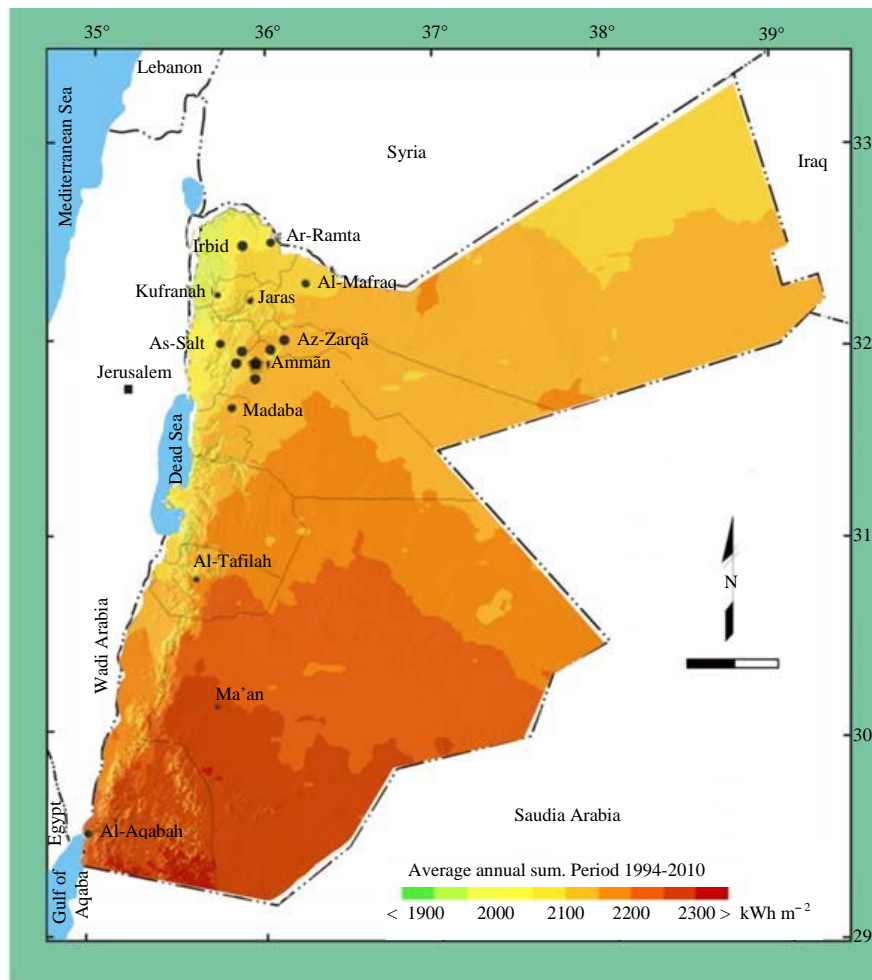 35° 36° 37° 38° 39°
Lebanon
Mediterranean Sea
33
Syria
Iraq
Ar-Ramta
Irbid
Al-Mafraq
Kufranah
Jaras
As-Salt
Az-Zarqã
32
Ammãn
Jerusalem
Madaba
Dead Sea
31
Al-Tafilah
N
Wadi Arabia
Ma'an
30
Saudia Arabia
Egypt
Al-Aqabah
Gulf of
Aqaba
Average annual sum. Period 1994-2010
< 1900 2000 2100 2200 2300 > kWh m⁻²
29